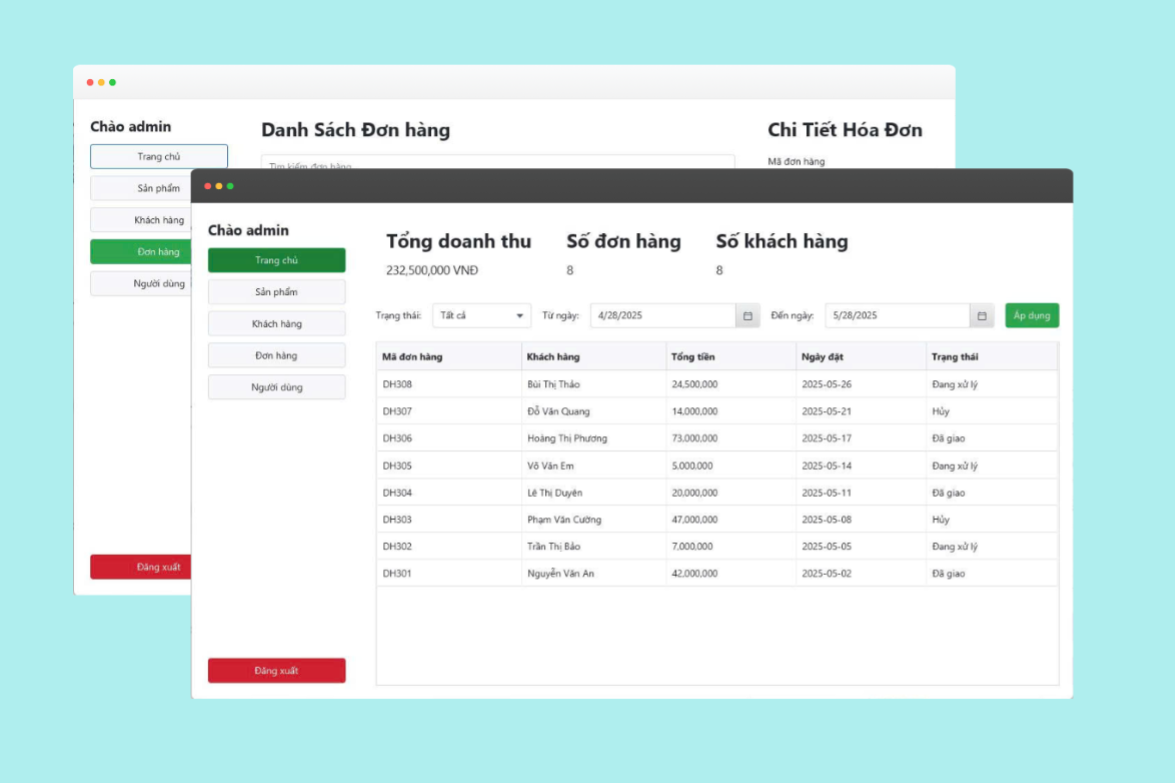 Chào admin
Trang chủ
Sản phẩm
Khách hàng
Đơn hàng
Người dùng
Đăng xuất
Danh Sách Đơn hàng
Tìm kiếm đơn hàng
Chi Tiết Hóa Đơn
Mã đơn hàng
Chào admin
Trang chủ
Sản phẩm
Khách hàng
Đơn hàng
Người dùng
Đăng xuất
Tổng doanh thu Số đơn hàng Số khách hàng
232,500,000 VNĐ 8 8
Trạng thái: Tất cả Từ ngày: 4/28/2025 Đến ngày: 5/28/2025 Áp dụng
Mã đơn hàng Khách hàng Tổng tiền Ngày đặt Trạng thái
DH308 Bùi Thị Thảo 24,500,000 2025-05-26 Đang xử lý
DH307 Đỗ Văn Quang 14,000,000 2025-05-21 Hủy
DH306 Hoàng Thị Phương 73,000,000 2025-05-17 Đã giao
DH305 Võ Văn Em 5,000,000 2025-05-14 Đang xử lý
DH304 Lê Thị Duyên 20,000,000 2025-05-11 Đã giao
DH303 Phạm Văn Cường 47,000,000 2025-05-08 Hủy
DH302 Trần Thị Bảo 7,000,000 2025-05-05 Đang xử lý
DH301 Nguyễn Văn An 42,000,000 2025-05-02 Đã giao